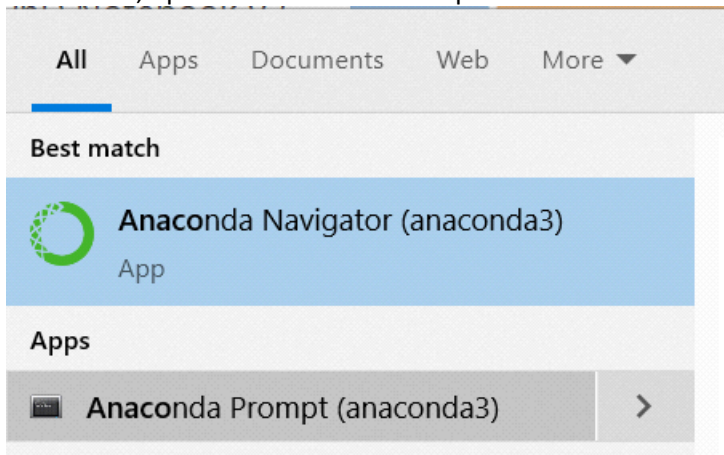 All Apps Documents Web More
Best match
Anaconda Navigator (anaconda3)
App
Apps
Anaconda Prompt (anaconda3)